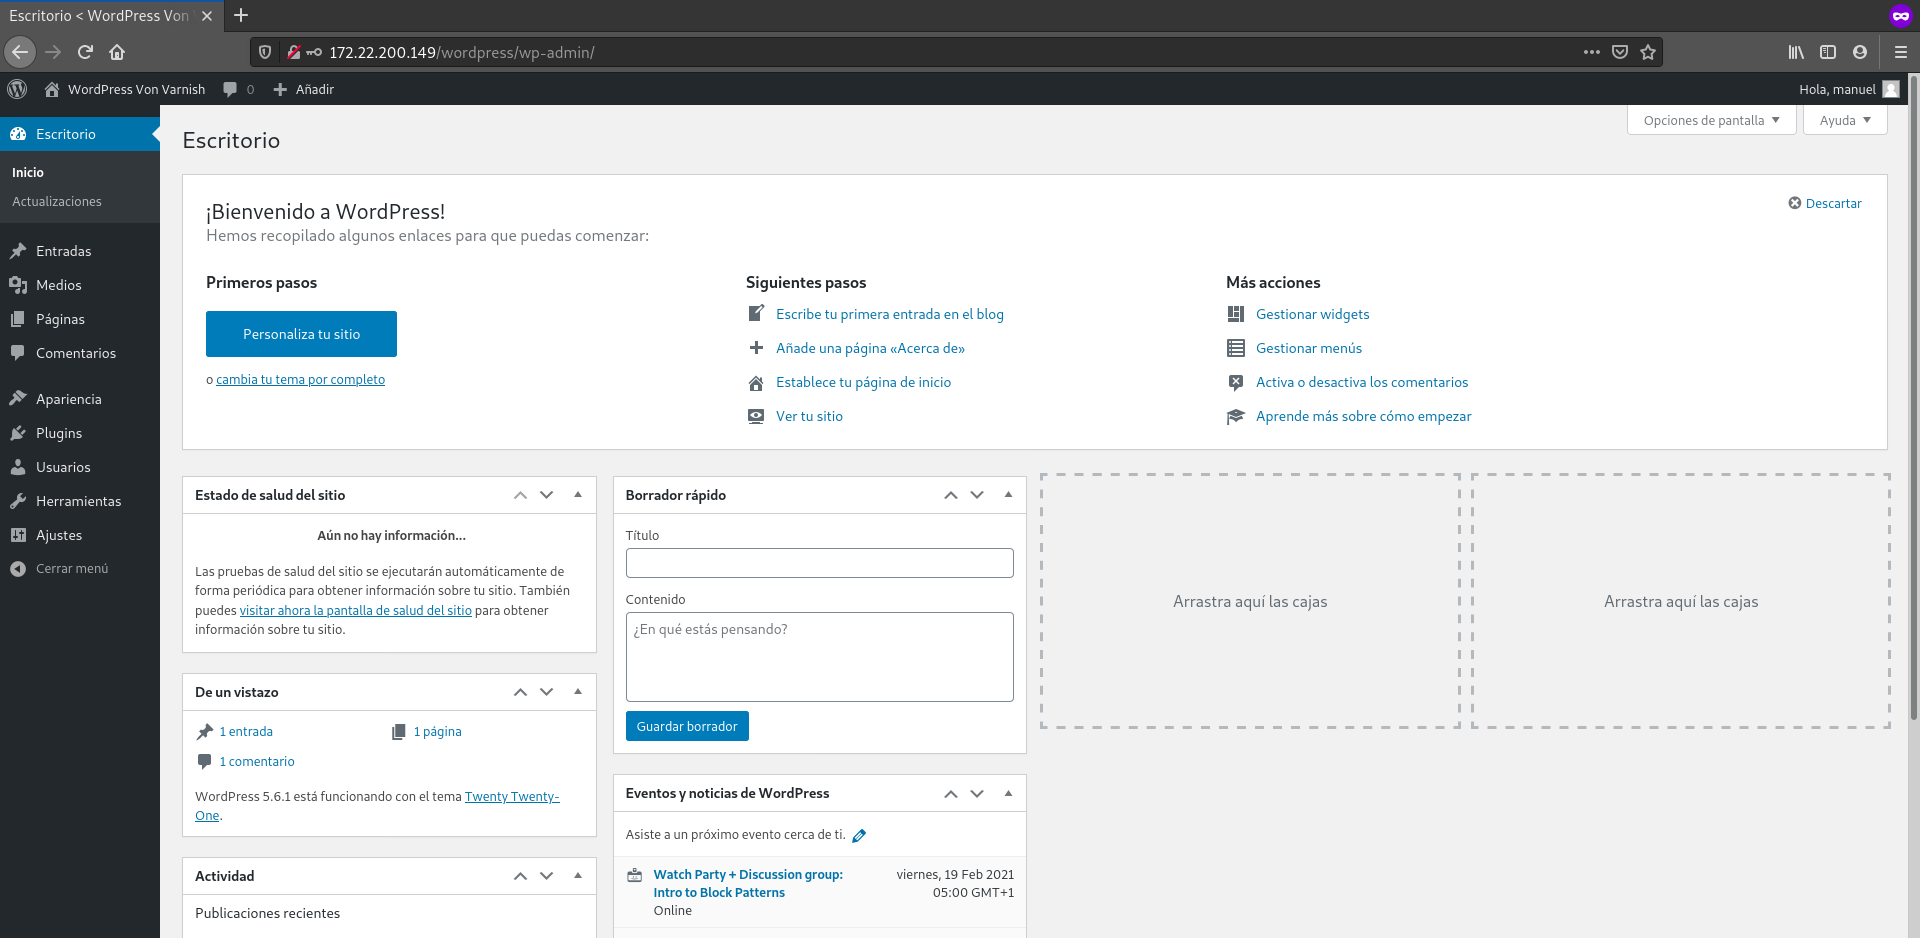 Escritorio < WordPress Von
172.22.200.149/wordpress/wp-admin/
WordPress Von Varnish
0
Añadir
Hola, manuel
Escritorio
Inicio
Actualizaciones
Entradas
Medios
Páginas
Comentarios
Apariencia
Plugins
Usuarios
Herramientas
Ajustes
Cerrar menú
Opciones de pantalla
Ayuda
Escritorio
¡Bienvenido a WordPress!
Descartar
Hemos recopilado algunos enlaces para que puedas comenzar:
Primeros pasos
Personaliza tu sitio
o cambia tu tema por completo
Siguientes pasos
Escribe tu primera entrada en el blog
Añade una página «Acerca de»
Establece tu página de inicio
Ver tu sitio
Más acciones
Gestionar widgets
Gestionar menús
Activa o desactiva los comentarios
Aprende más sobre cómo empezar
Estado de salud del sitio
Aún no hay información...
Las pruebas de salud del sitio se ejecutarán automáticamente de
forma periódica para obtener información sobre tu sitio. También
puedes visitar ahora la pantalla de salud del sitio para obtener
información sobre tu sitio.
De un vistazo
1 entrada
1 página
1 comentario
WordPress 5.6.1 está funcionando con el tema Twenty Twenty-
One.
Actividad
Publicaciones recientes
Borrador rápido
Título
Contenido
¿En qué estás pensando?
Guardar borrador
Eventos y noticias de WordPress
Asiste a un próximo evento cerca de ti.
Watch Party + Discussion group:
Intro to Block Patterns
Online
viernes, 19 Feb 2021
05:00 GMT+1
Arrastra aquí las cajas
Arrastra aquí las cajas